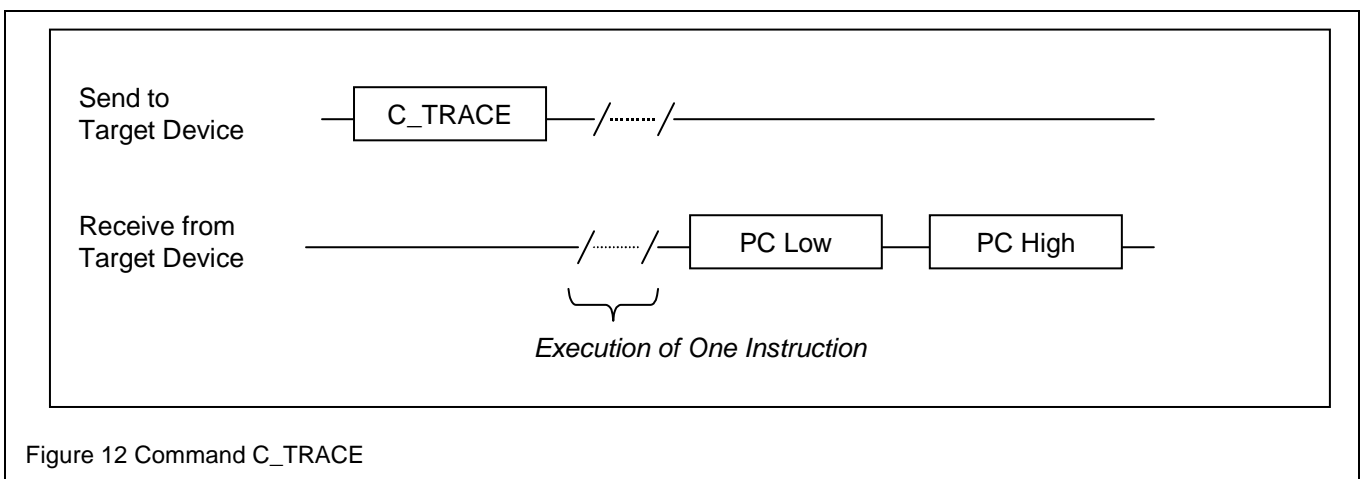 Send to
Target Device
C_TRACE
Receive from
Target Device
PC Low
PC High
Execution of One Instruction
Figure 12 Command C_TRACE